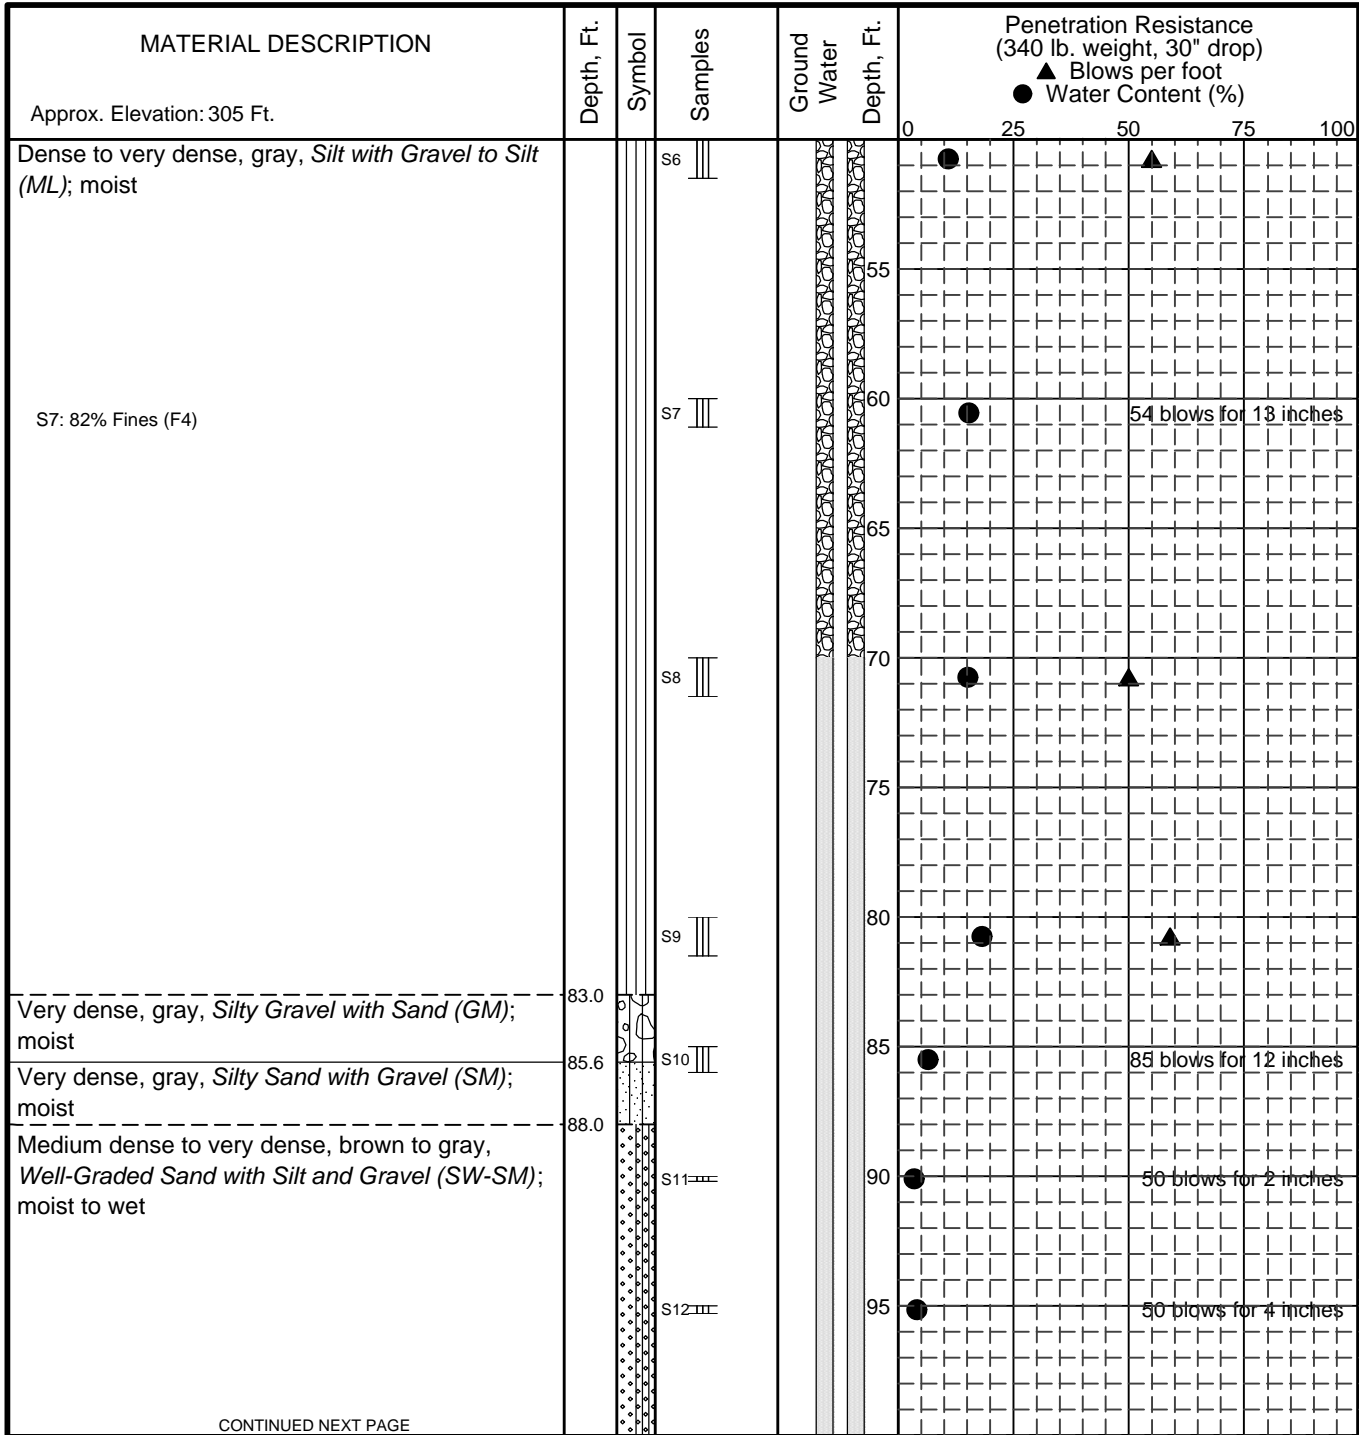 MATERIAL DESCRIPTION
Approx. Elevation: 305 Ft.
Depth, Ft.
Symbol
Samples
Ground
Water
Depth, Ft.
Penetration Resistance
(340 lb. weight, 30" drop)
▲ Blows per foot
● Water Content (%)
0 25 50 75 100
Dense to very dense, gray, Silt with Gravel to Silt
(ML); moist
S6
55
S7: 82% Fines (F4)
S7
60
54 blows for 13 inches
65
70
S8
75
80
S9
83.0
Very dense, gray, Silty Gravel with Sand (GM);
moist
85
S10
85 blows for 12 inches
85.6
Very dense, gray, Silty Sand with Gravel (SM);
moist
88.0
Medium dense to very dense, brown to gray,
Well-Graded Sand with Silt and Gravel (SW-SM);
moist to wet
S11
90
50 blows for 2 inches
S12
95
50 blows for 4 inches
CONTINUED NEXT PAGE